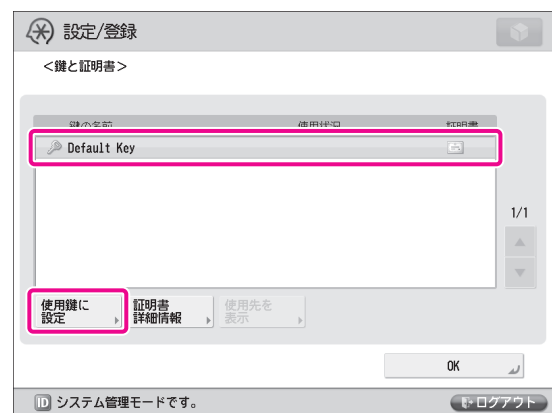 設定/登録
<鍵と証明書>
鍵の名前 使用状況 証明書
Default Key
1/1
使用鍵に
設定
証明書
詳細情報
使用先を
表示
OK
ID システム管理モードです。
ログアウト